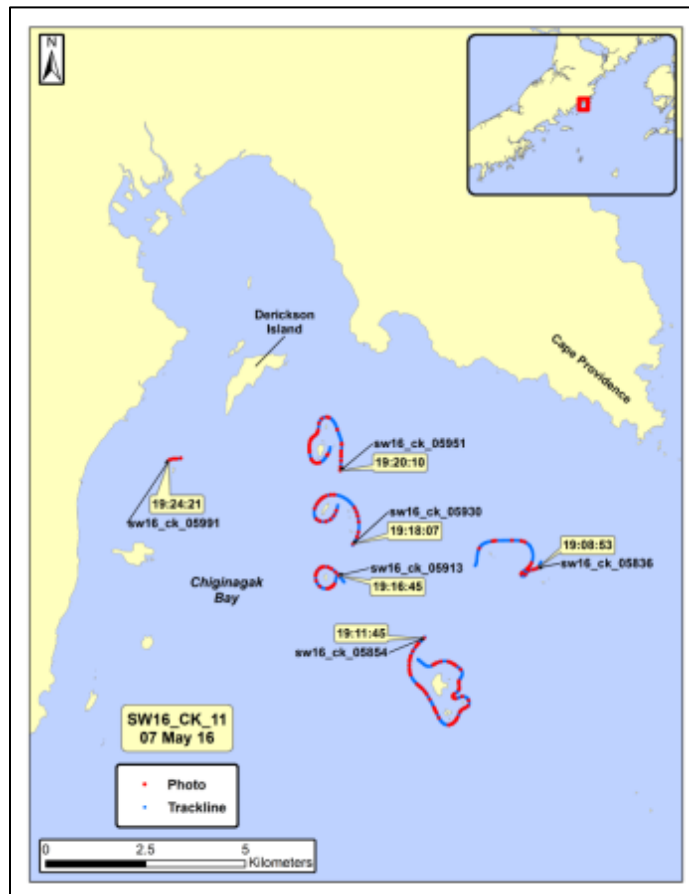 N
Derickson
Island
Cape Providence
sw16_ck_05951
19:20:10
19:24:21
sw16_ck_05991
sw16_ck_05930
19:18:07
19:08:53
sw16_ck_05836
sw16_ck_05913
19:16:45
Chiginagak
Bay
19:11:45
sw16_ck_05854
SW16_CK_11
07 May 16
Photo
Trackline
0 2.5 5
Kilometers